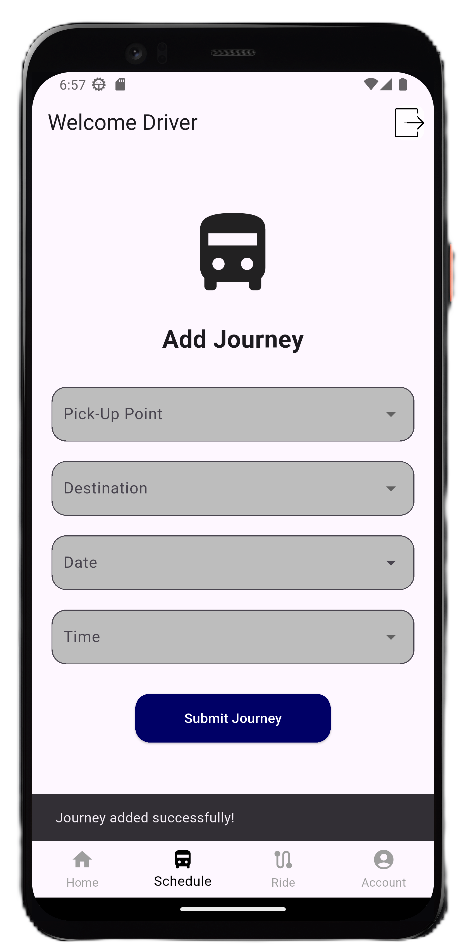 6:57
Welcome Driver
Add Journey
Pick-Up Point
Destination
Date
Time
Submit Journey
Journey added successfully!
Home Schedule Ride Account